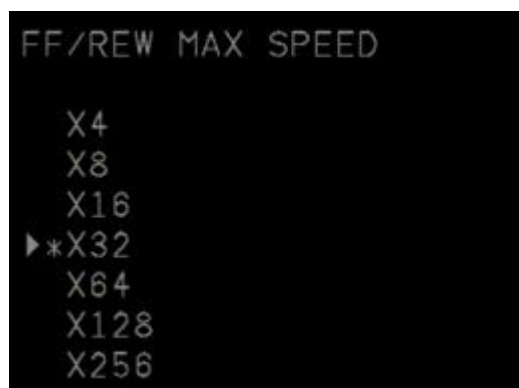 FF/REW MAX SPEED
X4
X8
X16
▶*X32
X64
X128
X256